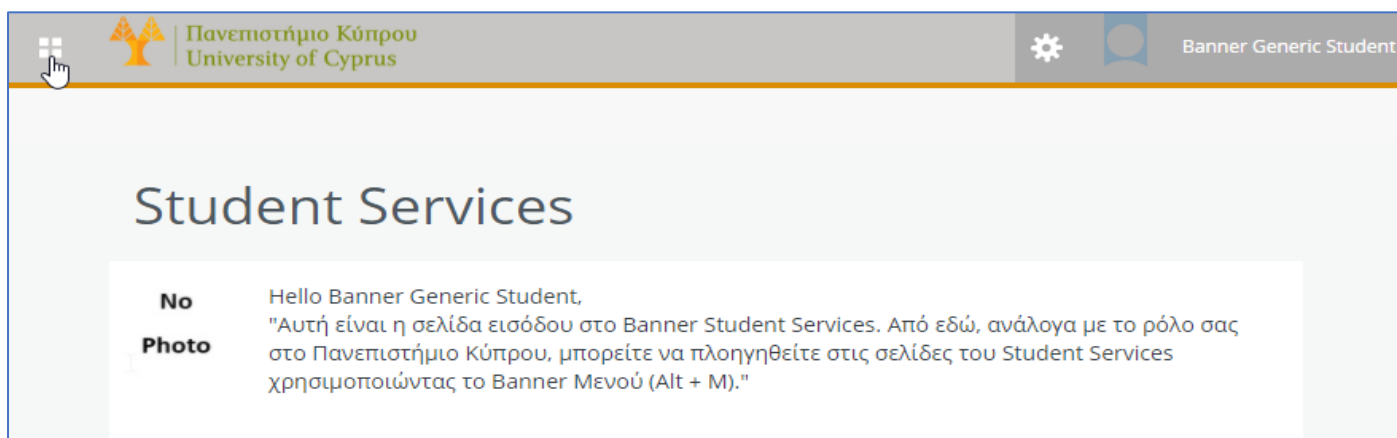 Πανεπιστήμιο Κύπρου
University of Cyprus
Banner Generic Student
Student Services
No
Photo
Hello Banner Generic Student,
"Αυτή είναι η σελίδα εισόδου στο Banner Student Services. Από εδώ, ανάλογα με το ρόλο σας
στο Πανεπιστήμιο Κύπρου, μπορείτε να πλοηγηθείτε στις σελίδες του Student Services
χρησιμοποιώντας το Banner Μενού (Alt + M)."